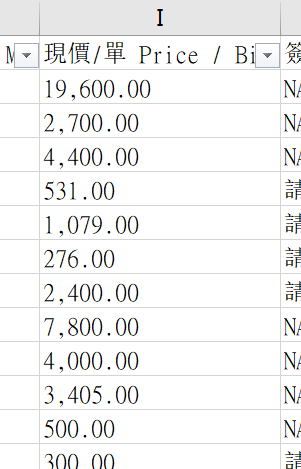 I
現價/單 Price / Bi
19,600.00 NA
2,700.00 NA
4,400.00 NA
531.00 請
1,079.00 請
276.00 請
2,400.00 請
7,800.00 NA
4,000.00 NA
3,405.00 NA
500.00 NA
300.00 請